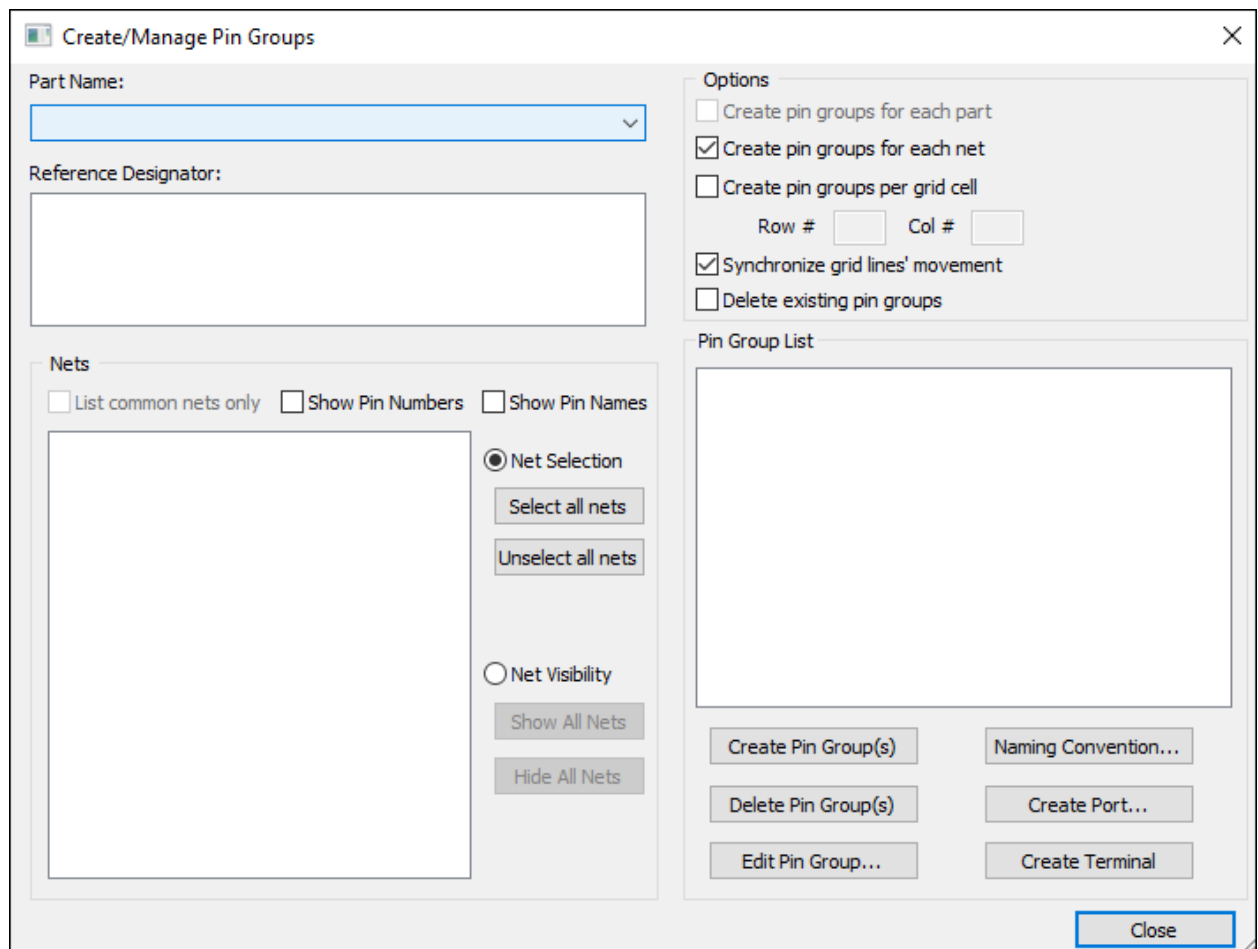 Create/Manage Pin Groups
Part Name:
Reference Designator:
Nets
List common nets only Show Pin Numbers Show Pin Names
Net Selection
Select all nets
Unselect all nets
Net Visibility
Show All Nets
Hide All Nets
Options
Create pin groups for each part
Create pin groups for each net
Create pin groups per grid cell
Row # Col #
Synchronize grid lines' movement
Delete existing pin groups
Pin Group List
Create Pin Group(s) Naming Convention...
Delete Pin Group(s) Create Port...
Edit Pin Group... Create Terminal
Close